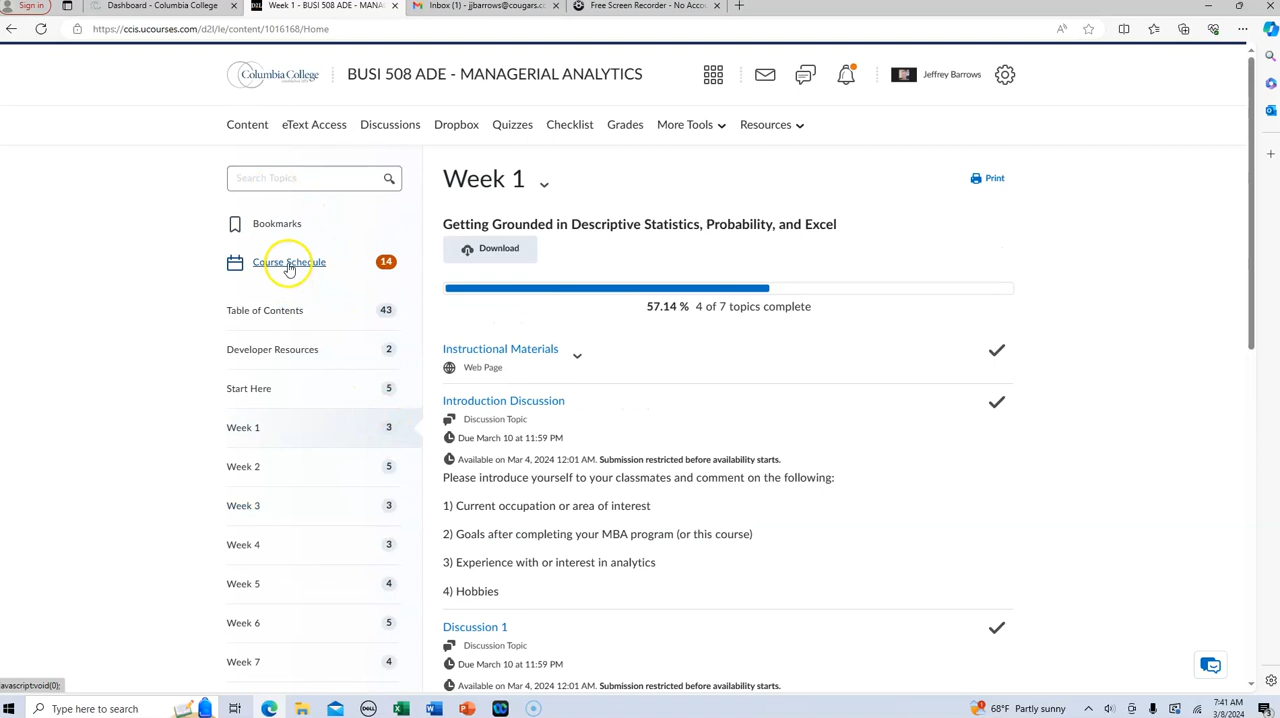 Sign in
Dashboard - Columbia College
D2L
Week 1 - BUSI 508 ADE - MANA
Inbox (1) - jjbarrows@cougars.c
Free Screen Recorder - No Accou
https://ccis.ucourses.com/d2l/le/content/1016168/Home
Columbia College
BUSI 508 ADE - MANAGERIAL ANALYTICS
Jeffrey Barrows
Content
eText Access
Discussions
Dropbox
Quizzes
Checklist
Grades
More Tools
Resources
Search Topics
Bookmarks
Course Schedule 14
Table of Contents 43
Developer Resources 2
Start Here 5
Week 1 3
Week 2 5
Week 3 3
Week 4 3
Week 5 4
Week 6 5
Week 7 4
Week 1
Print
Getting Grounded in Descriptive Statistics, Probability, and Excel
Download
57.14 % 4 of 7 topics complete
Instructional Materials
Web Page
Introduction Discussion
Discussion Topic
Due March 10 at 11:59 PM
Available on Mar 4, 2024 12:01 AM. Submission restricted before availability starts.
Please introduce yourself to your classmates and comment on the following:
1) Current occupation or area of interest
2) Goals after completing your MBA program (or this course)
3) Experience with or interest in analytics
4) Hobbies
Discussion 1
Discussion Topic
Due March 10 at 11:59 PM
Available on Mar 4, 2024 12:01 AM. Submission restricted before availability starts.
javascript:void(0);
Type here to search
68°F Partly sunny
7:41 AM
3/8/2024